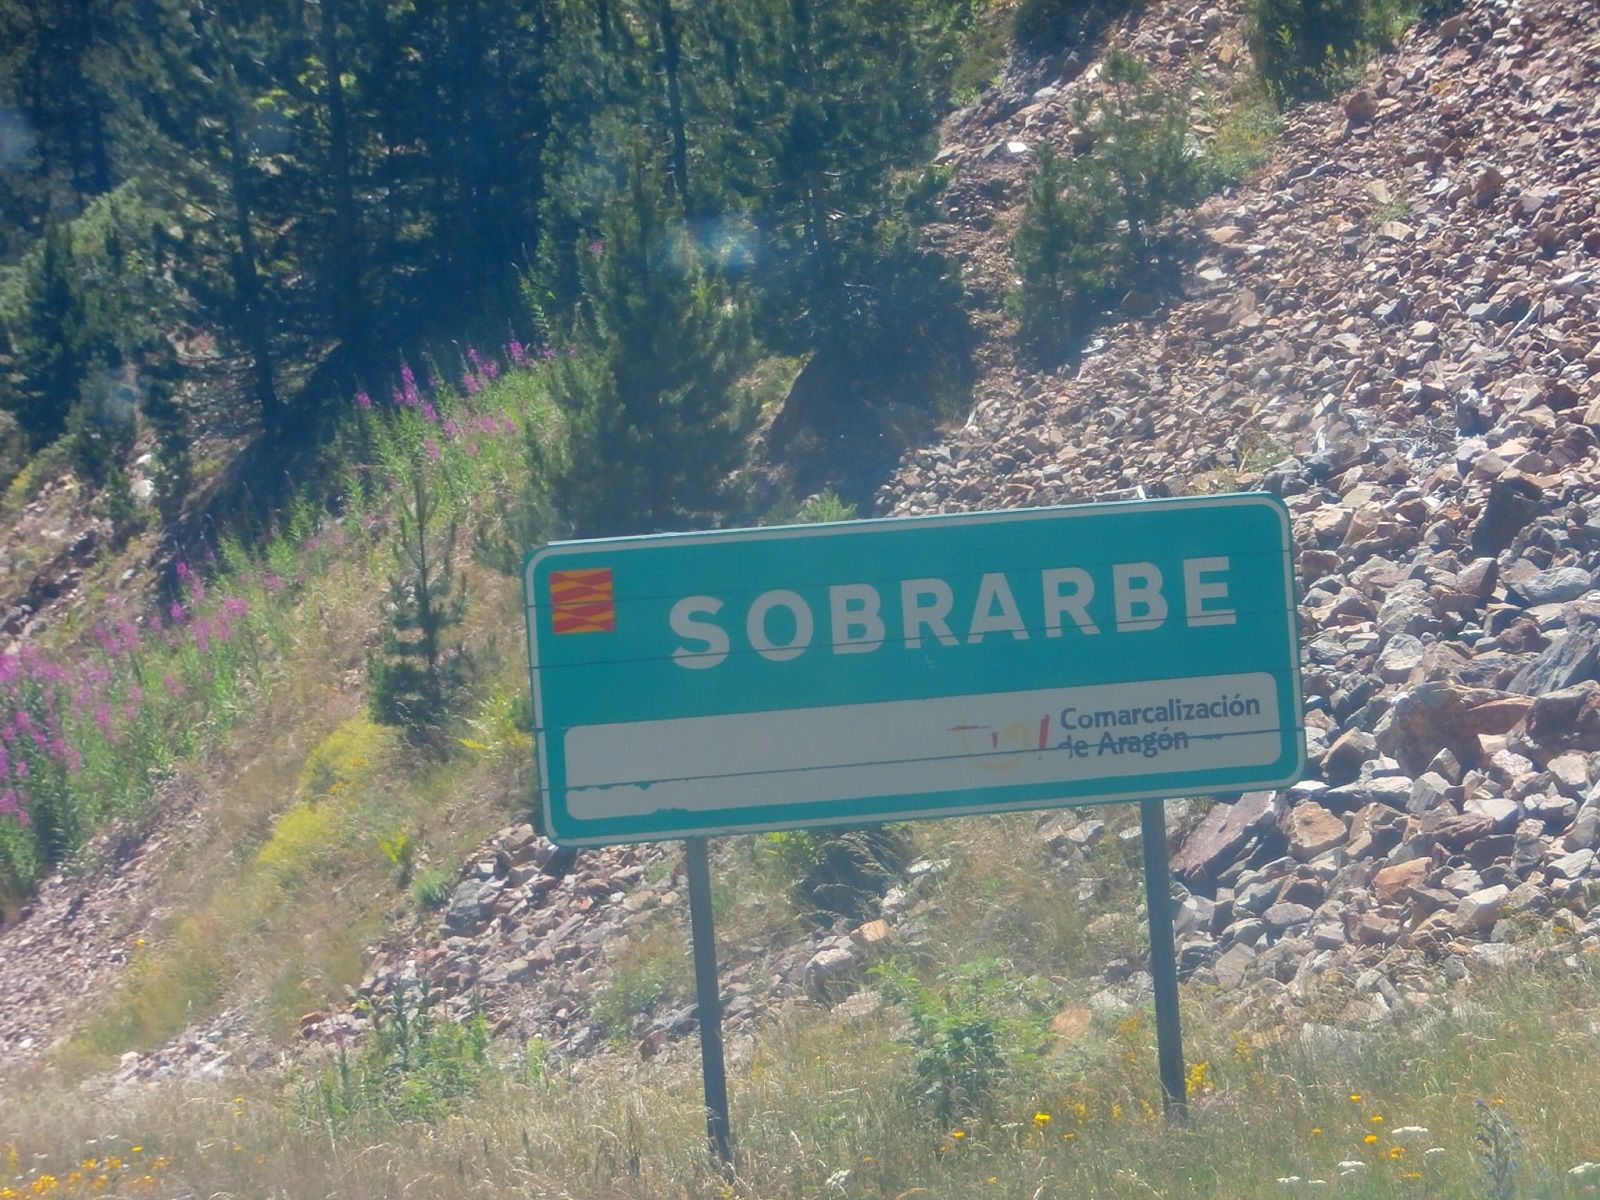 SOBRARBE
Comarcalización
de Aragón